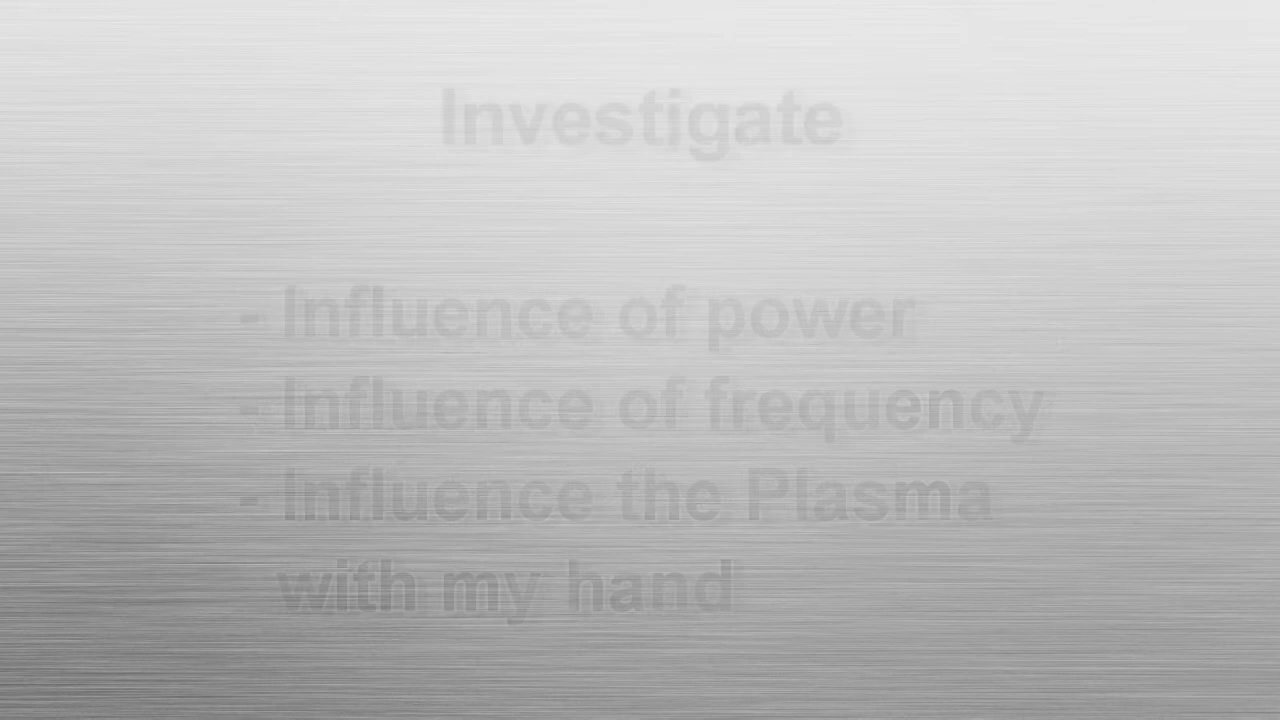 Investigate
- Influence of power
- Influence of frequency
- Influence the Plasma
with my hand